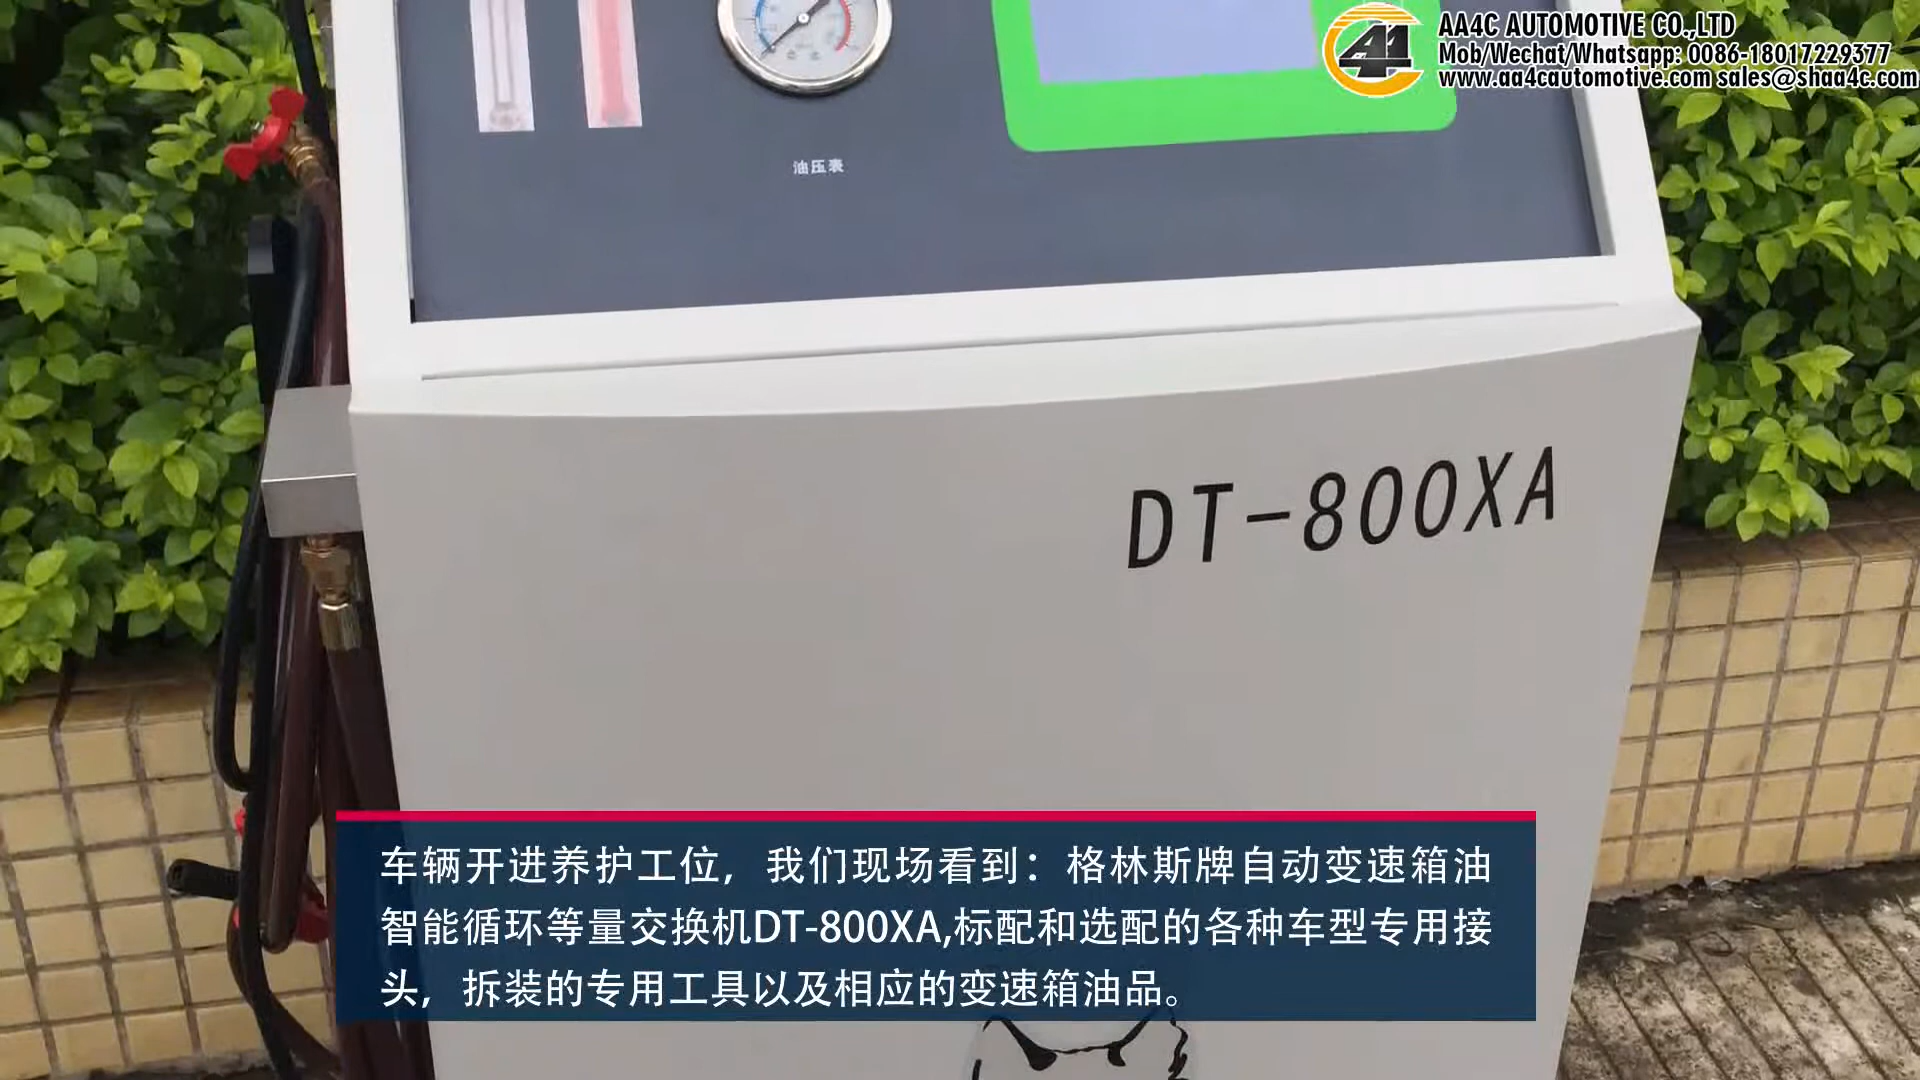 AA4C AUTOMOTIVE CO.,LTD
Mob/Wechat/Whatsapp: 0086-18017229377
www.aa4cautomotive.com sales@shaa4c.com
油压表
DT-800XA
车辆开进养护工位，我们现场看到：格林斯牌自动变速箱油
智能循环等量交换机DT-800XA,标配和选配的各种车型专用接
头，拆装的专用工具以及相应的变速箱油品。